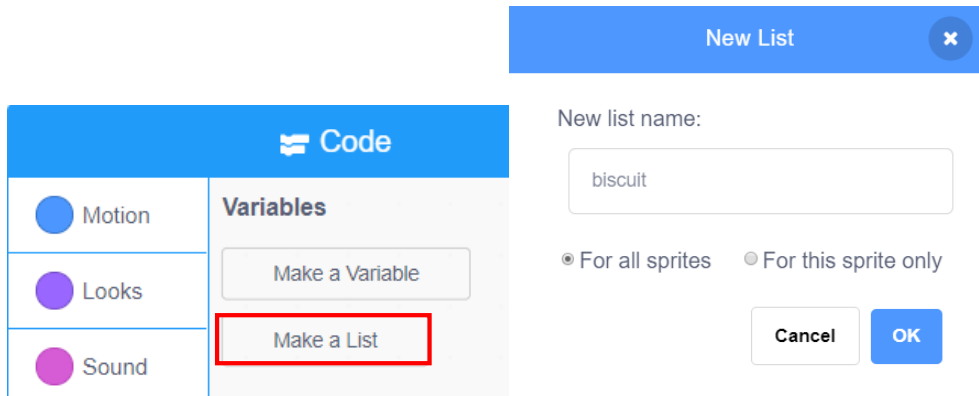 Code
Motion
Looks
Sound
Variables
Make a Variable
Make a List
New List
New list name:
biscuit
For all sprites
For this sprite only
Cancel
OK